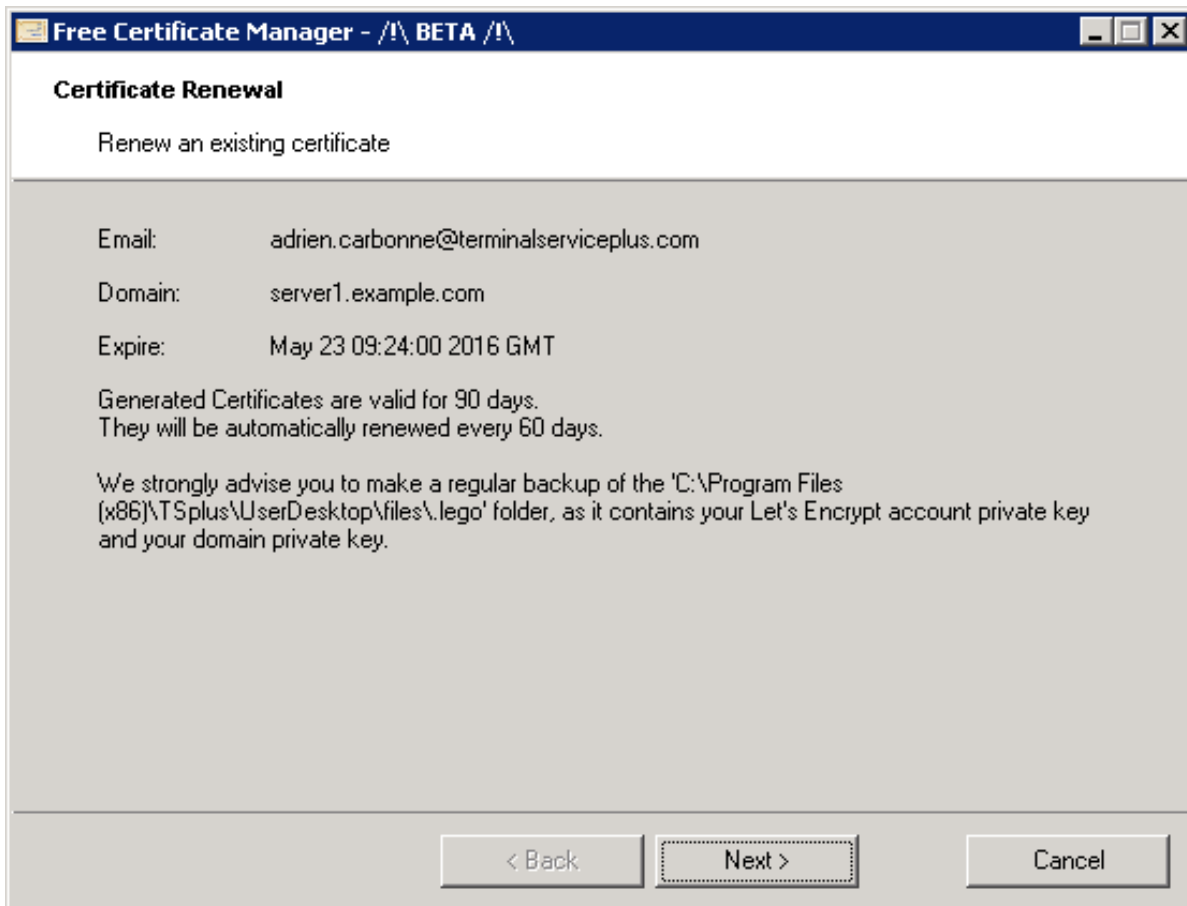 Free Certificate Manager - /!\ BETA /!\
Certificate Renewal
Renew an existing certificate
Email: adrien.carbonne@terminalserviceplus.com
Domain: server1.example.com
Expire: May 23 09:24:00 2016 GMT
Generated Certificates are valid for 90 days.
They will be automatically renewed every 60 days.
We strongly advise you to make a regular backup of the 'C:\Program Files
(x86)\TSplus\UserDesktop\files\.lego' folder, as it contains your Let's Encrypt account private key
and your domain private key.
< Back Next > Cancel